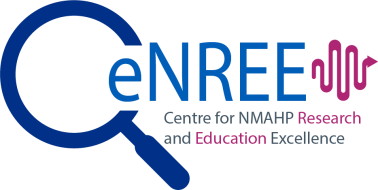 CeNREE
Centre for NMAHP Research
and Education Excellence